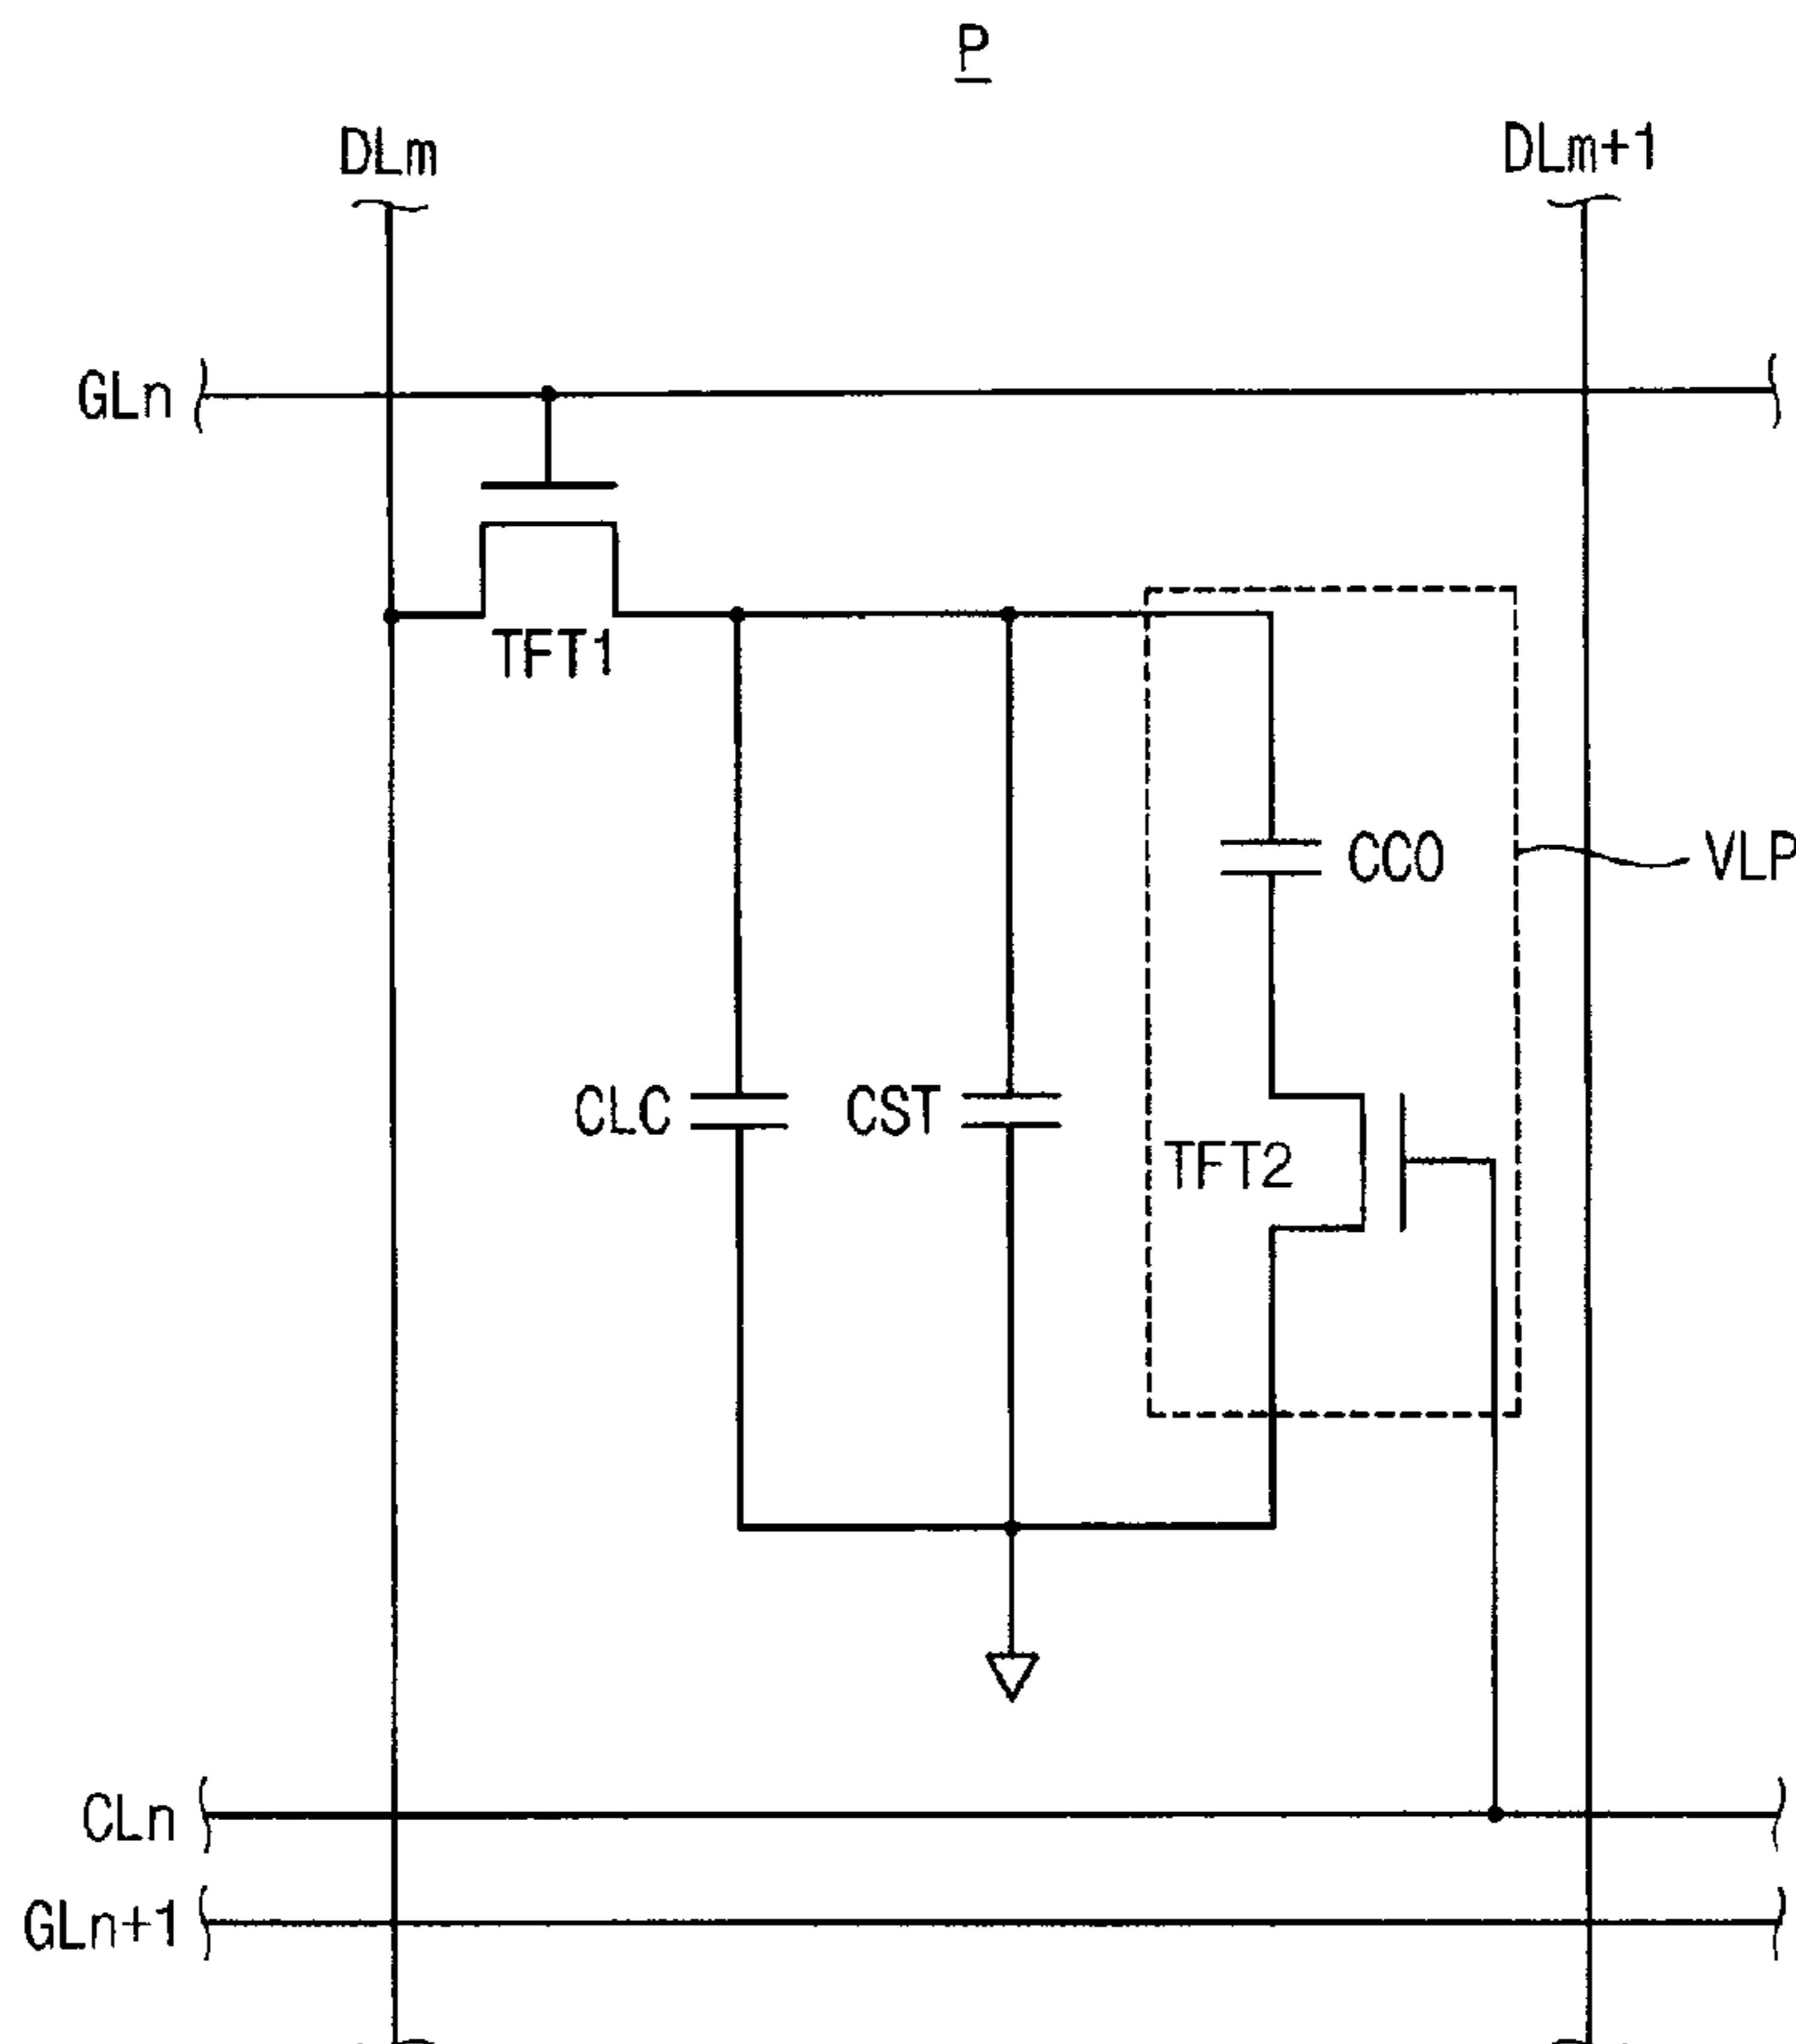 P
DLm
DLm+1
GLn
TFT1
CCO
VLP
CLC
CST
TFT2
CLn
GLn+1